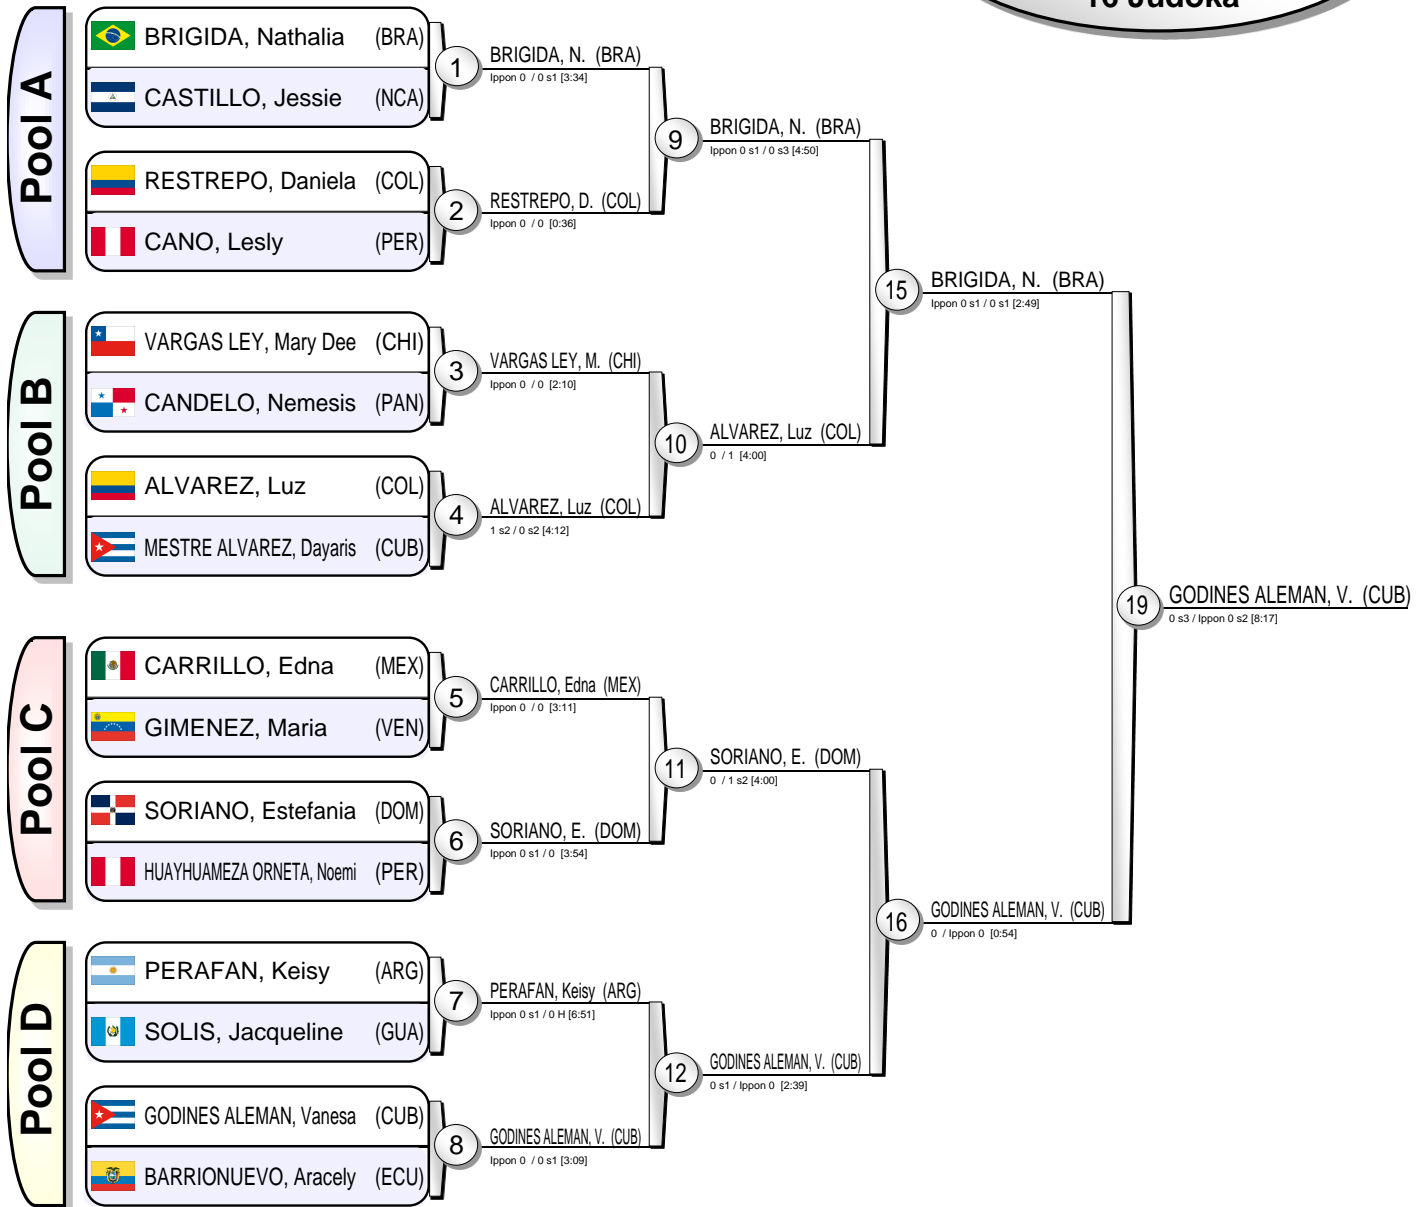 16 Judoka
Pool A
BRIGIDA, Nathalia (BRA)
CASTILLO, Jessie (NCA)
RESTREPO, Daniela (COL)
CANO, Lesly (PER)
Pool B
VARGAS LEY, Mary Dee (CHI)
CANDELO, Nemesis (PAN)
ALVAREZ, Luz (COL)
MESTRE ALVAREZ, Dayaris (CUB)
Pool C
CARRILLO, Edna (MEX)
GIMENEZ, Maria (VEN)
SORIANO, Estefania (DOM)
HUAYHUAMEZA ORNETA, Noemi (PER)
Pool D
PERAFAN, Keisy (ARG)
SOLIS, Jacqueline (GUA)
GODINES ALEMAN, Vanesa (CUB)
BARRIONUEVO, Aracely (ECU)
1
BRIGIDA, N. (BRA)
Ippon 0 / 0 s1 [3:34]
2
RESTREPO, D. (COL)
Ippon 0 / 0 [0:36]
3
VARGAS LEY, M. (CHI)
Ippon 0 / 0 [2:10]
4
ALVAREZ, Luz (COL)
1 s2 / 0 s2 [4:12]
5
CARRILLO, Edna (MEX)
Ippon 0 / 0 [3:11]
6
SORIANO, E. (DOM)
Ippon 0 s1 / 0 [3:54]
7
PERAFAN, Keisy (ARG)
Ippon 0 s1 / 0 H [6:51]
8
GODINES ALEMAN, V. (CUB)
Ippon 0 / 0 s1 [3:09]
9
BRIGIDA, N. (BRA)
Ippon 0 s1 / 0 s3 [4:50]
10
ALVAREZ, Luz (COL)
0 / 1 [4:00]
11
SORIANO, E. (DOM)
0 / 1 s2 [4:00]
12
GODINES ALEMAN, V. (CUB)
0 s1 / Ippon 0 [2:39]
15
BRIGIDA, N. (BRA)
Ippon 0 s1 / 0 s1 [2:49]
16
GODINES ALEMAN, V. (CUB)
0 / Ippon 0 [0:54]
19
GODINES ALEMAN, V. (CUB)
0 s3 / Ippon 0 s2 [8:17]